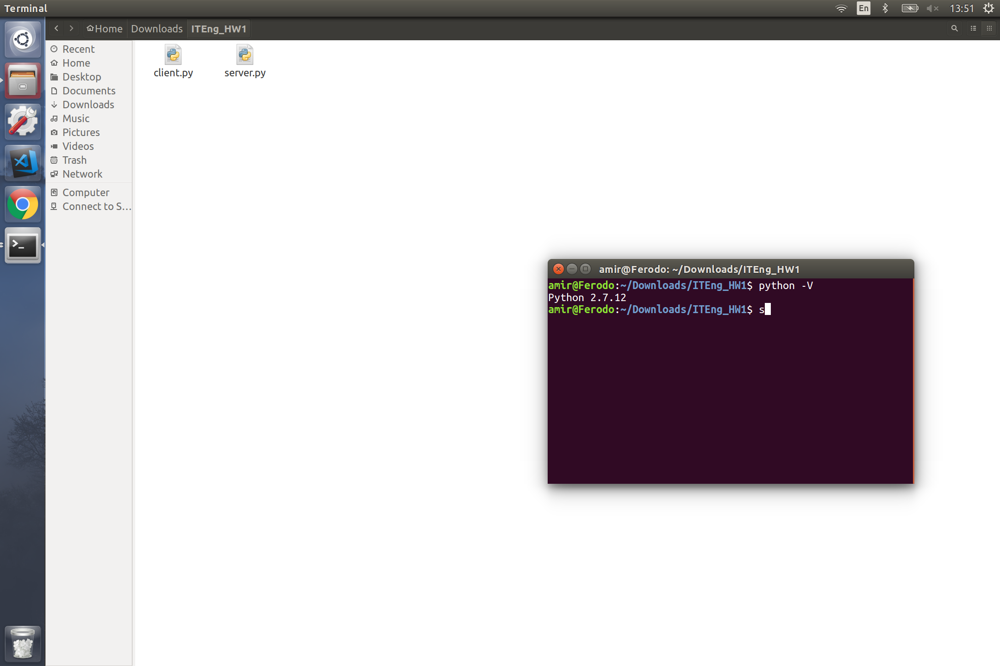 Terminal
En
13:51
Home
Downloads
ITEng_HW1
Recent
Home
Desktop
Documents
Downloads
Music
Pictures
Videos
Trash
Network
Computer
Connect to S...
client.py
server.py
amir@Ferodo: ~/Downloads/ITEng_HW1
amir@Ferodo:~/Downloads/ITEng_HW1$ python -V
Python 2.7.12
amir@Ferodo:~/Downloads/ITEng_HW1$ s